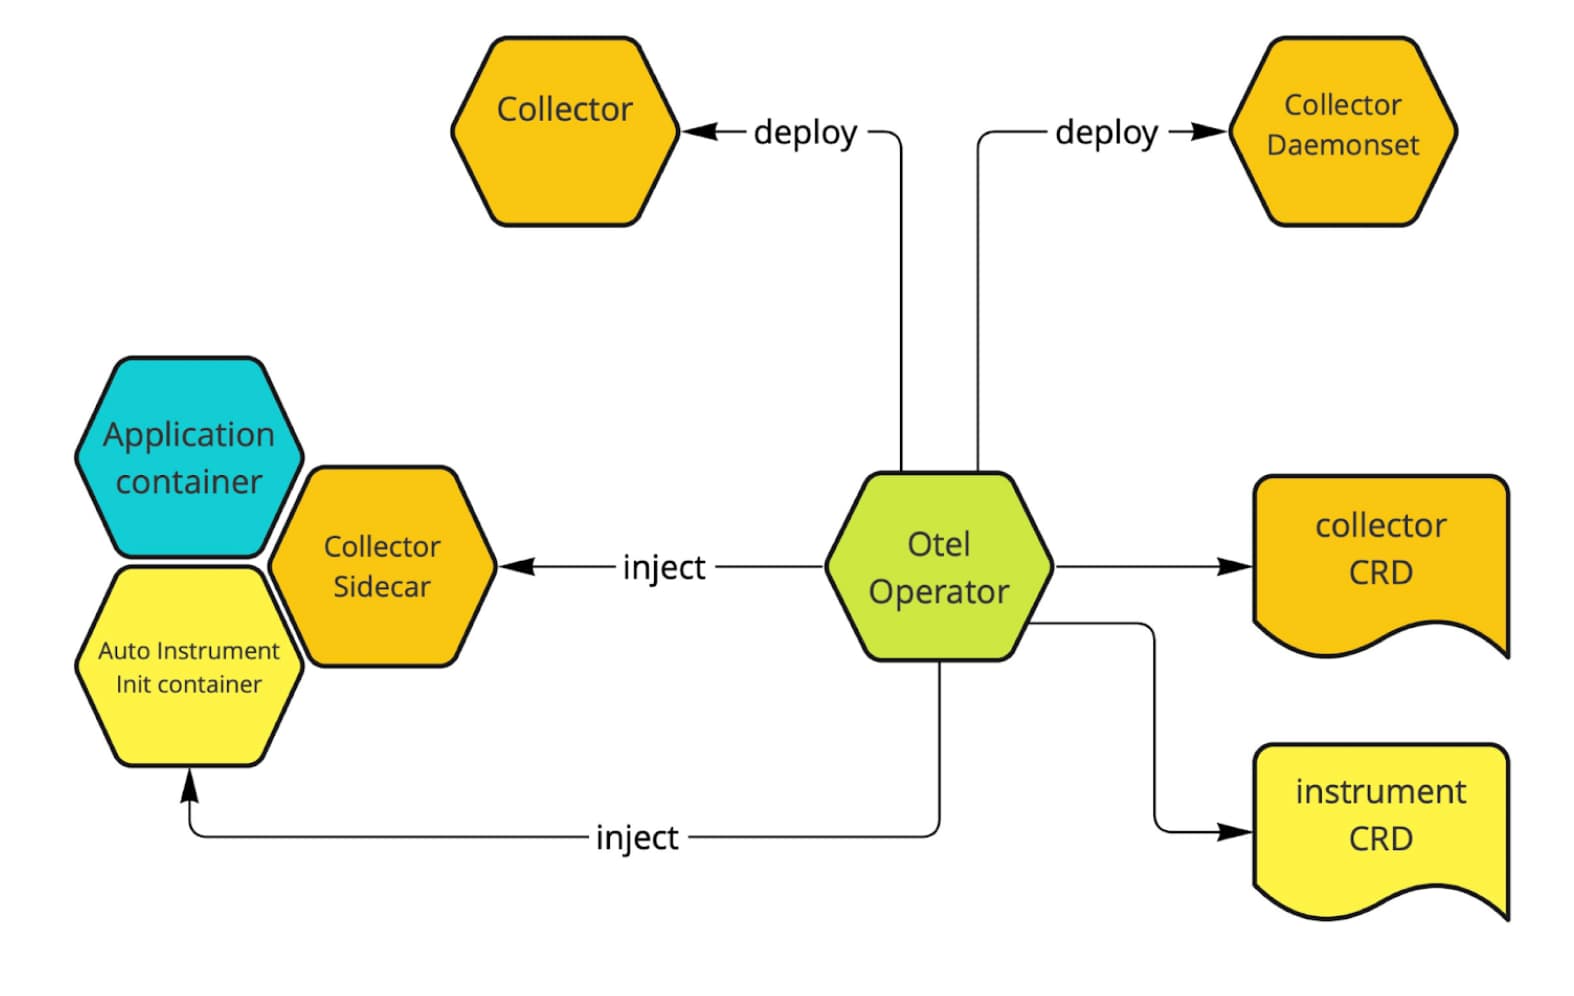 Collector
deploy
deploy
Collector
Daemonset
Application
container
Collector
Sidecar
inject
Otel
Operator
collector
CRD
Auto Instrument
Init container
instrument
CRD
inject